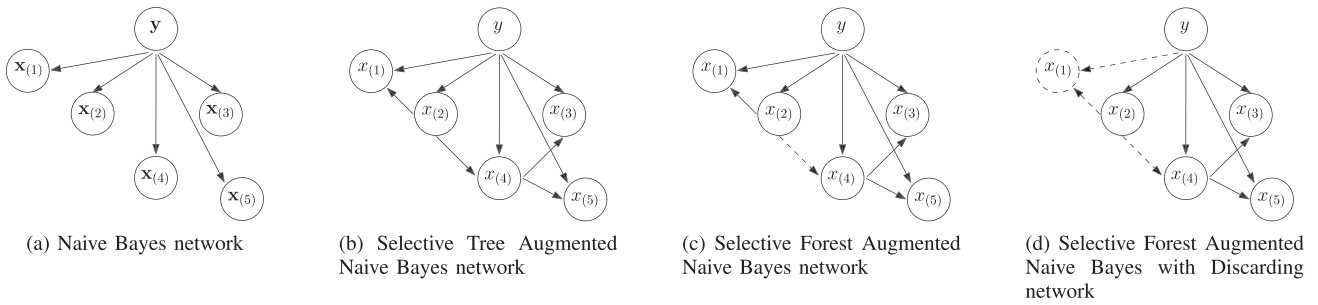 y
x(1)
x(2)
x(3)
x(4)
x(5)
(a) Naive Bayes network
y
x(1)
x(2)
x(3)
x(4)
x(5)
(b) Selective Tree Augmented
Naive Bayes network
y
x(1)
x(2)
x(3)
x(4)
x(5)
(c) Selective Forest Augmented
Naive Bayes network
y
x(1)
x(2)
x(3)
x(4)
x(5)
(d) Selective Forest Augmented
Naive Bayes with Discarding
network